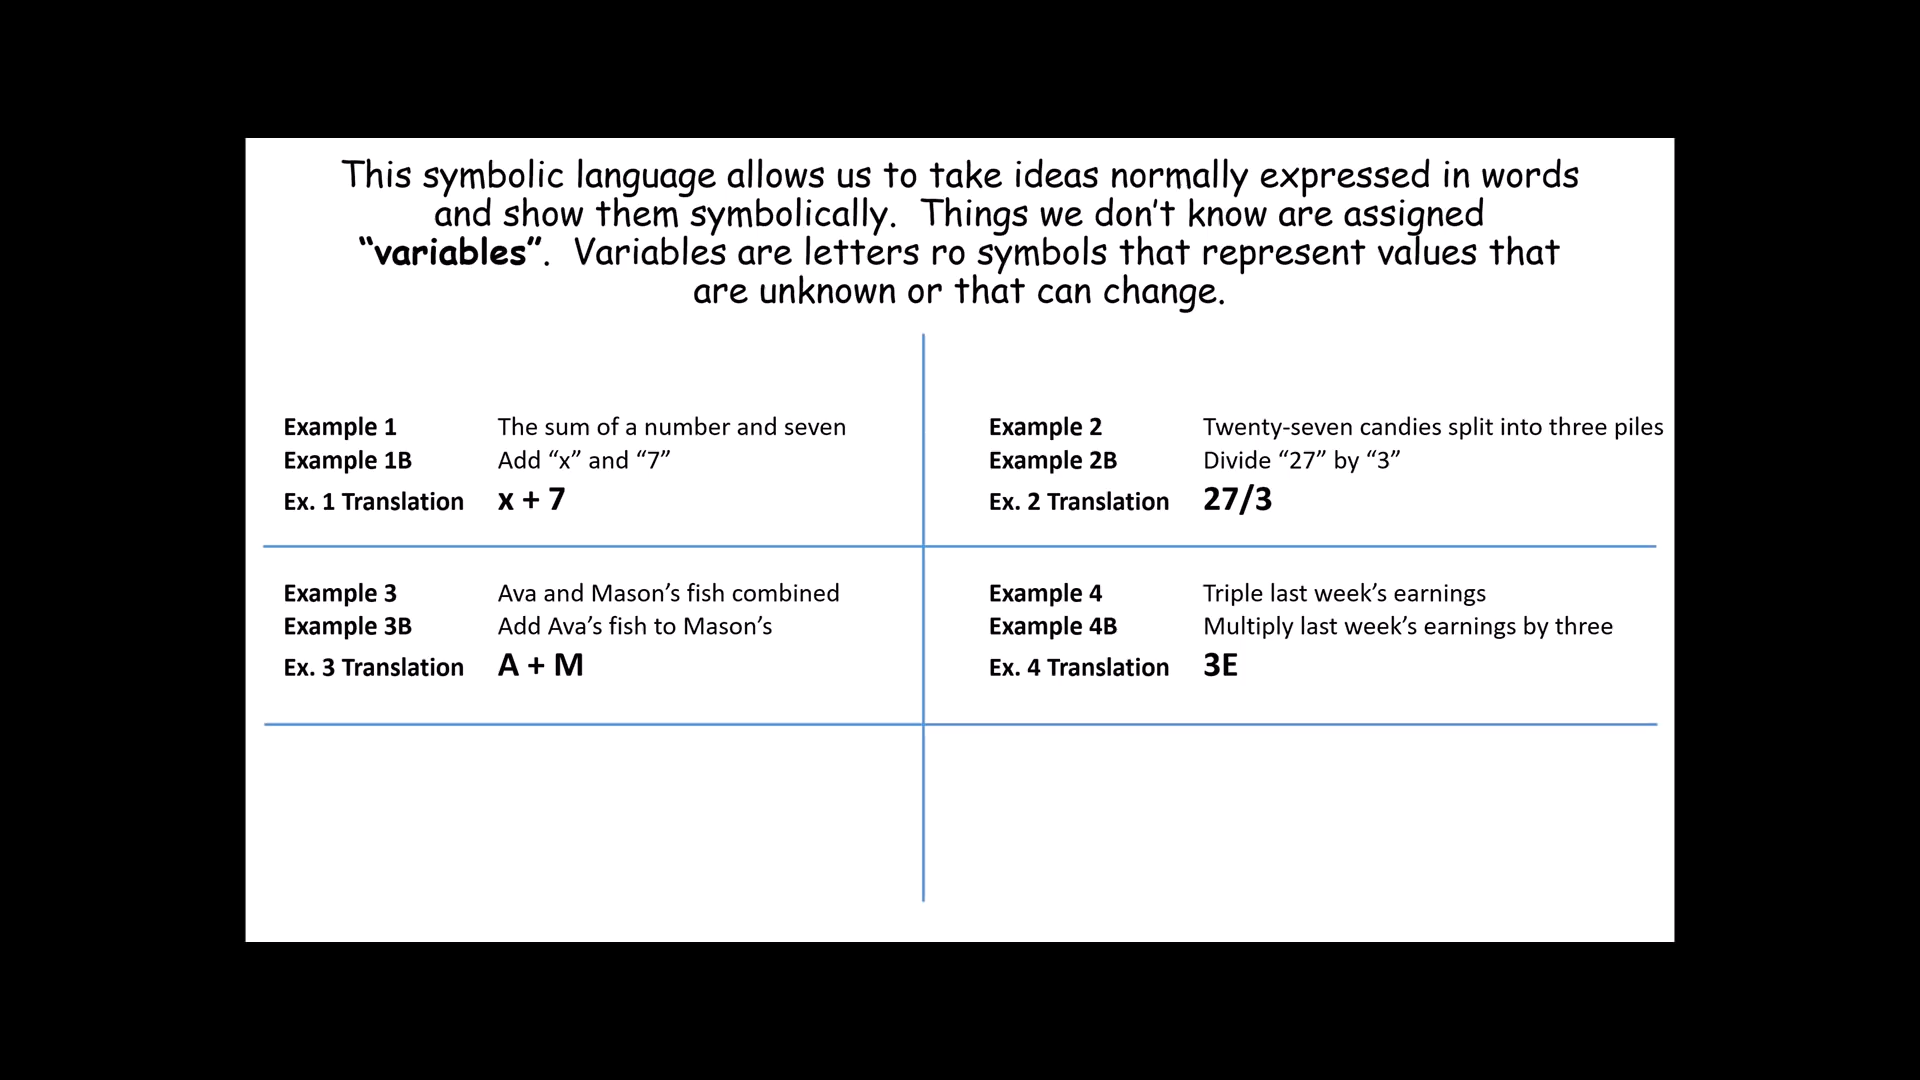 This symbolic language allows us to take ideas normally expressed in words
and show them symbolically.  Things we don’t know are assigned
“variables”.  Variables are letters ro symbols that represent values that
are unknown or that can change.
Example 1 The sum of a number and seven
Example 1B Add “x” and “7”
Ex. 1 Translation x + 7
Example 2 Twenty-seven candies split into three piles
Example 2B Divide “27” by “3”
Ex. 2 Translation 27/3
Example 3 Ava and Mason’s fish combined
Example 3B Add Ava’s fish to Mason’s
Ex. 3 Translation A + M
Example 4 Triple last week’s earnings
Example 4B Multiply last week’s earnings by three
Ex. 4 Translation 3E